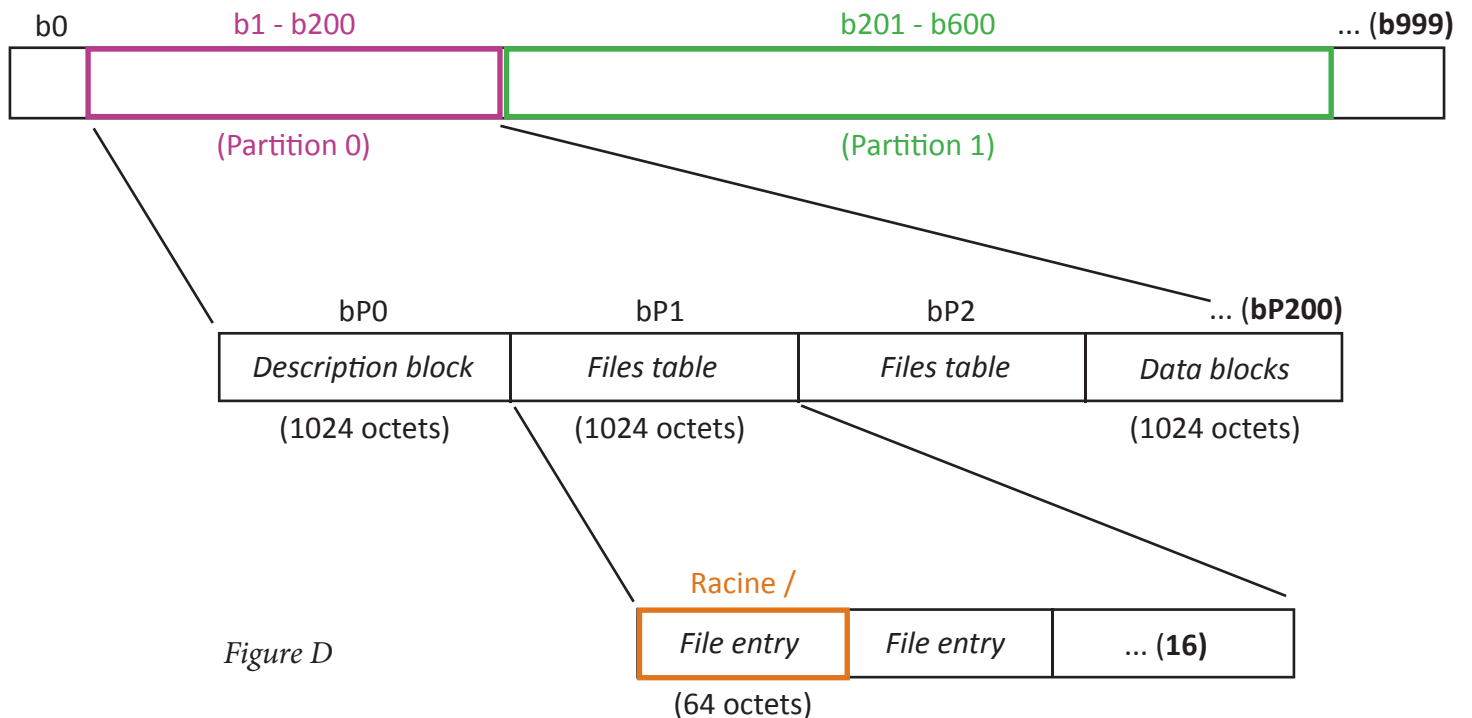 b0 b1 - b200 b201 - b600 ... (b999)
(Partition 0) (Partition 1)
bP0 bP1 bP2 ... (bP200)
Description block Files table Files table Data blocks
(1024 octets) (1024 octets) (1024 octets)
Racine /
File entry File entry ... (16)
Figure D
(64 octets)